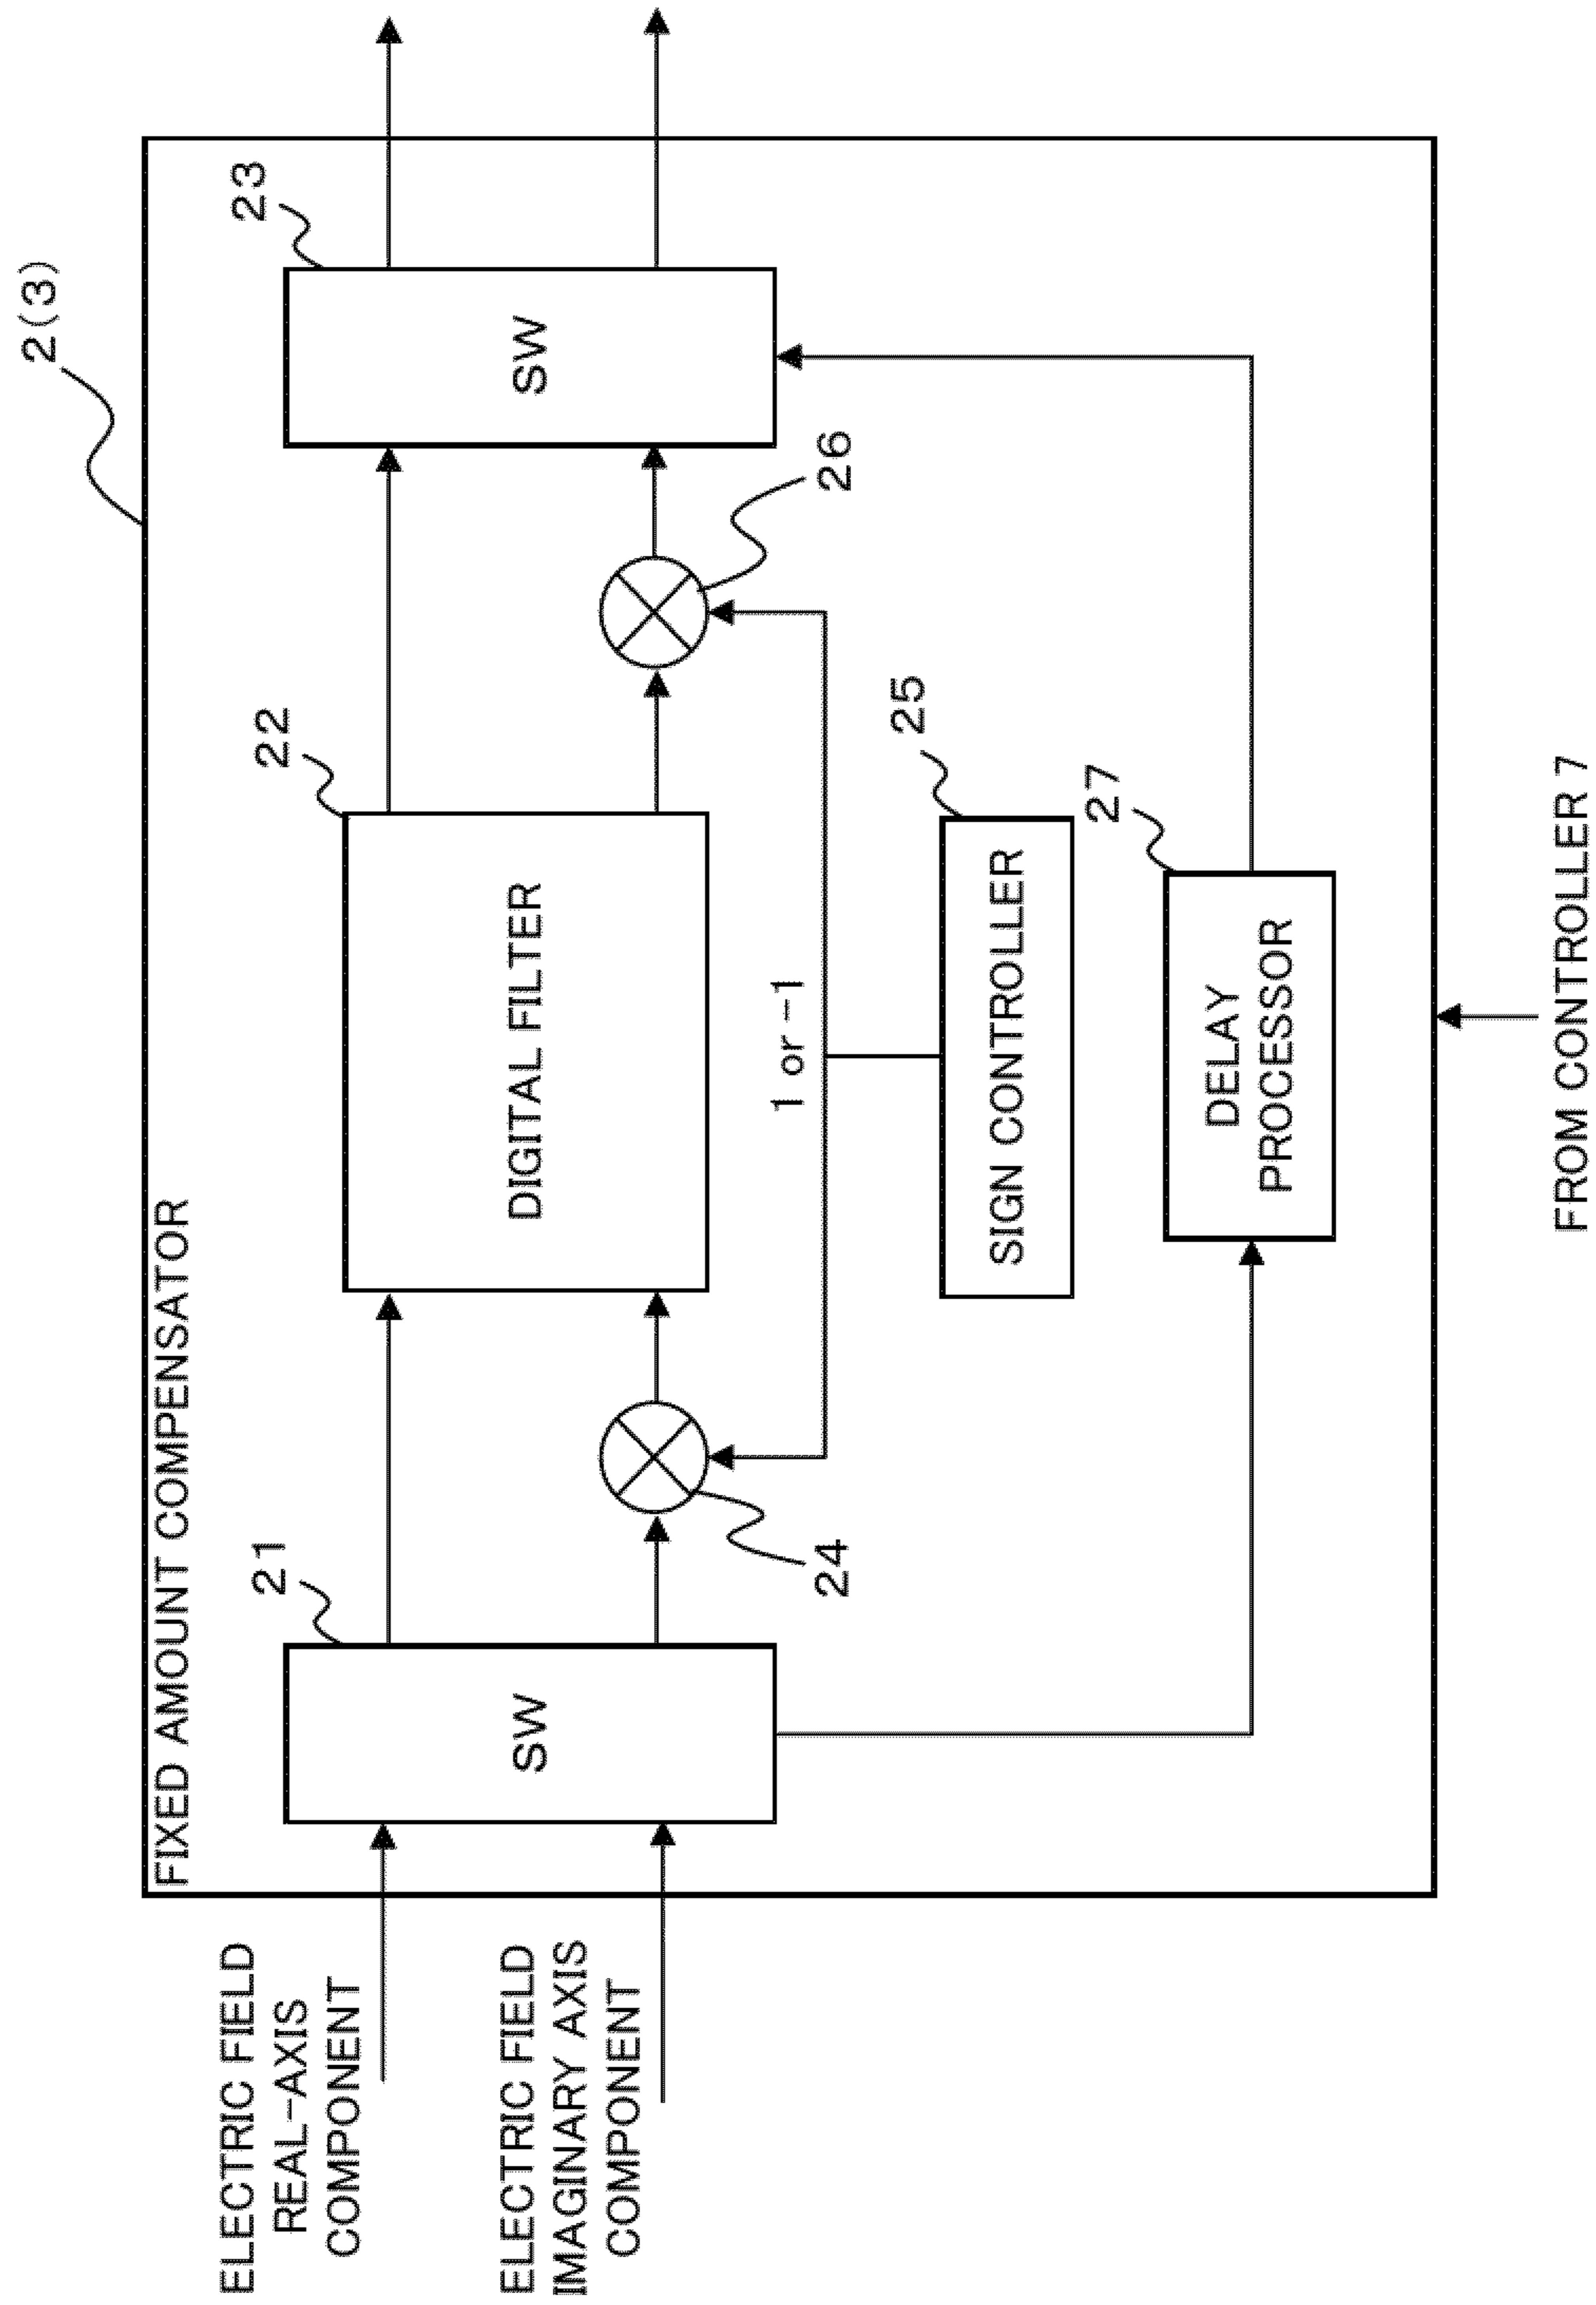 2(3)
FIXED AMOUNT COMPENSATOR
ELECTRIC FIELD
REAL-AXIS
COMPONENT
ELECTRIC FIELD
IMAGINARY AXIS
COMPONENT
21
SW
24
22
DIGITAL FILTER
1 or -1
25
SIGN CONTROLLER
27
DELAY
PROCESSOR
26
23
SW
FROM CONTROLLER 7